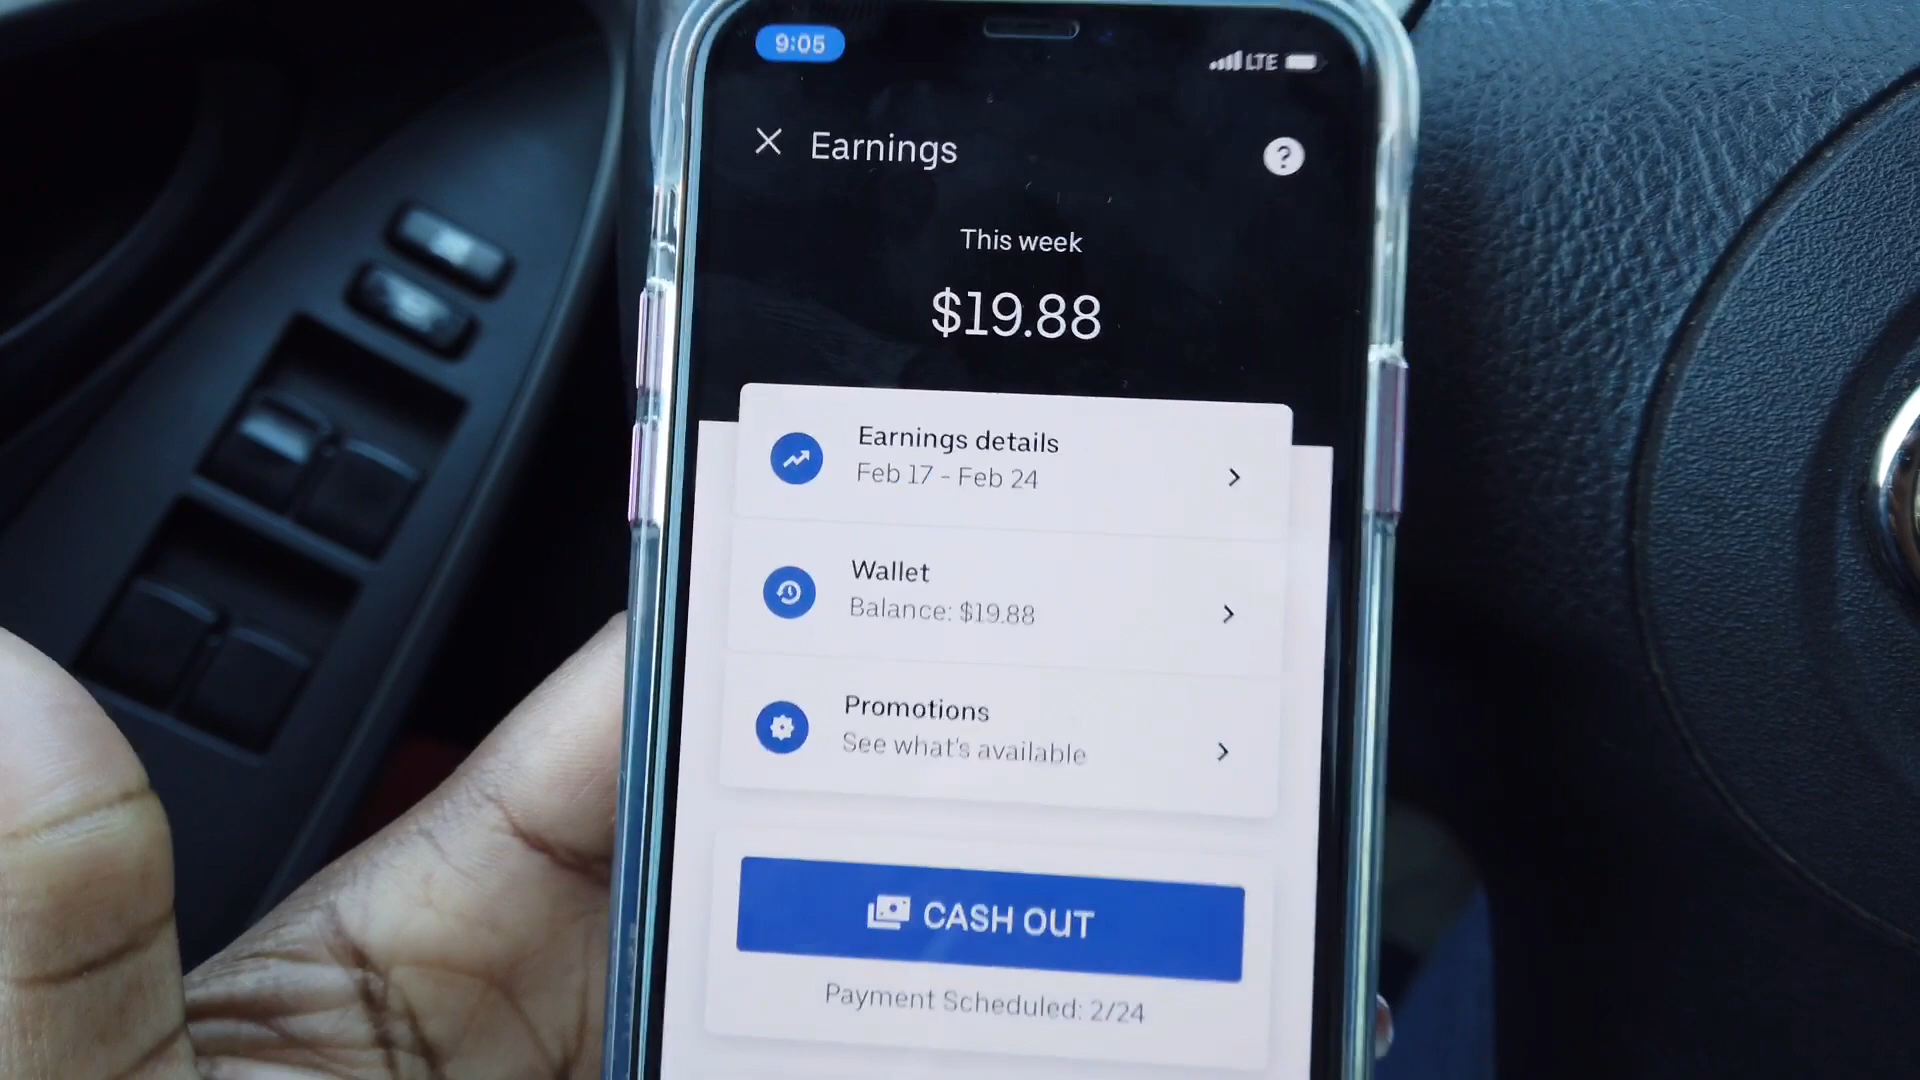 9:05
LTE
Earnings
?
This week
$19.88
Earnings details
Feb 17 - Feb 24
Wallet
Balance: $19.88
Promotions
See what's available
CASH OUT
Payment Scheduled: 2/24